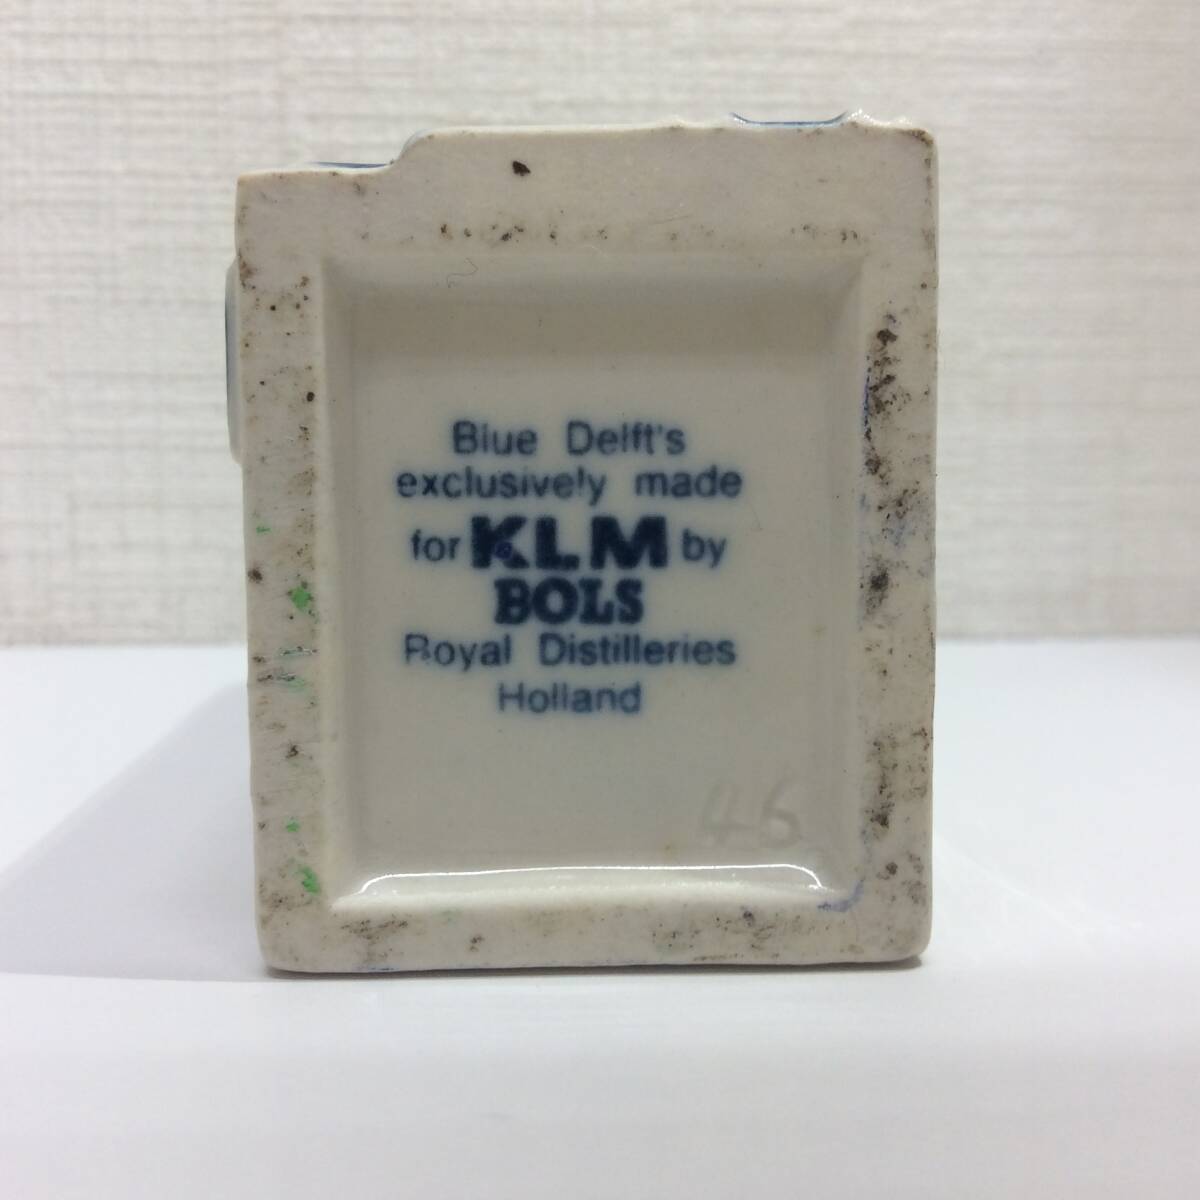 Blue Delft's
exclusively made
for KLM by
BOLS
Royal Distilleries
Holland
46